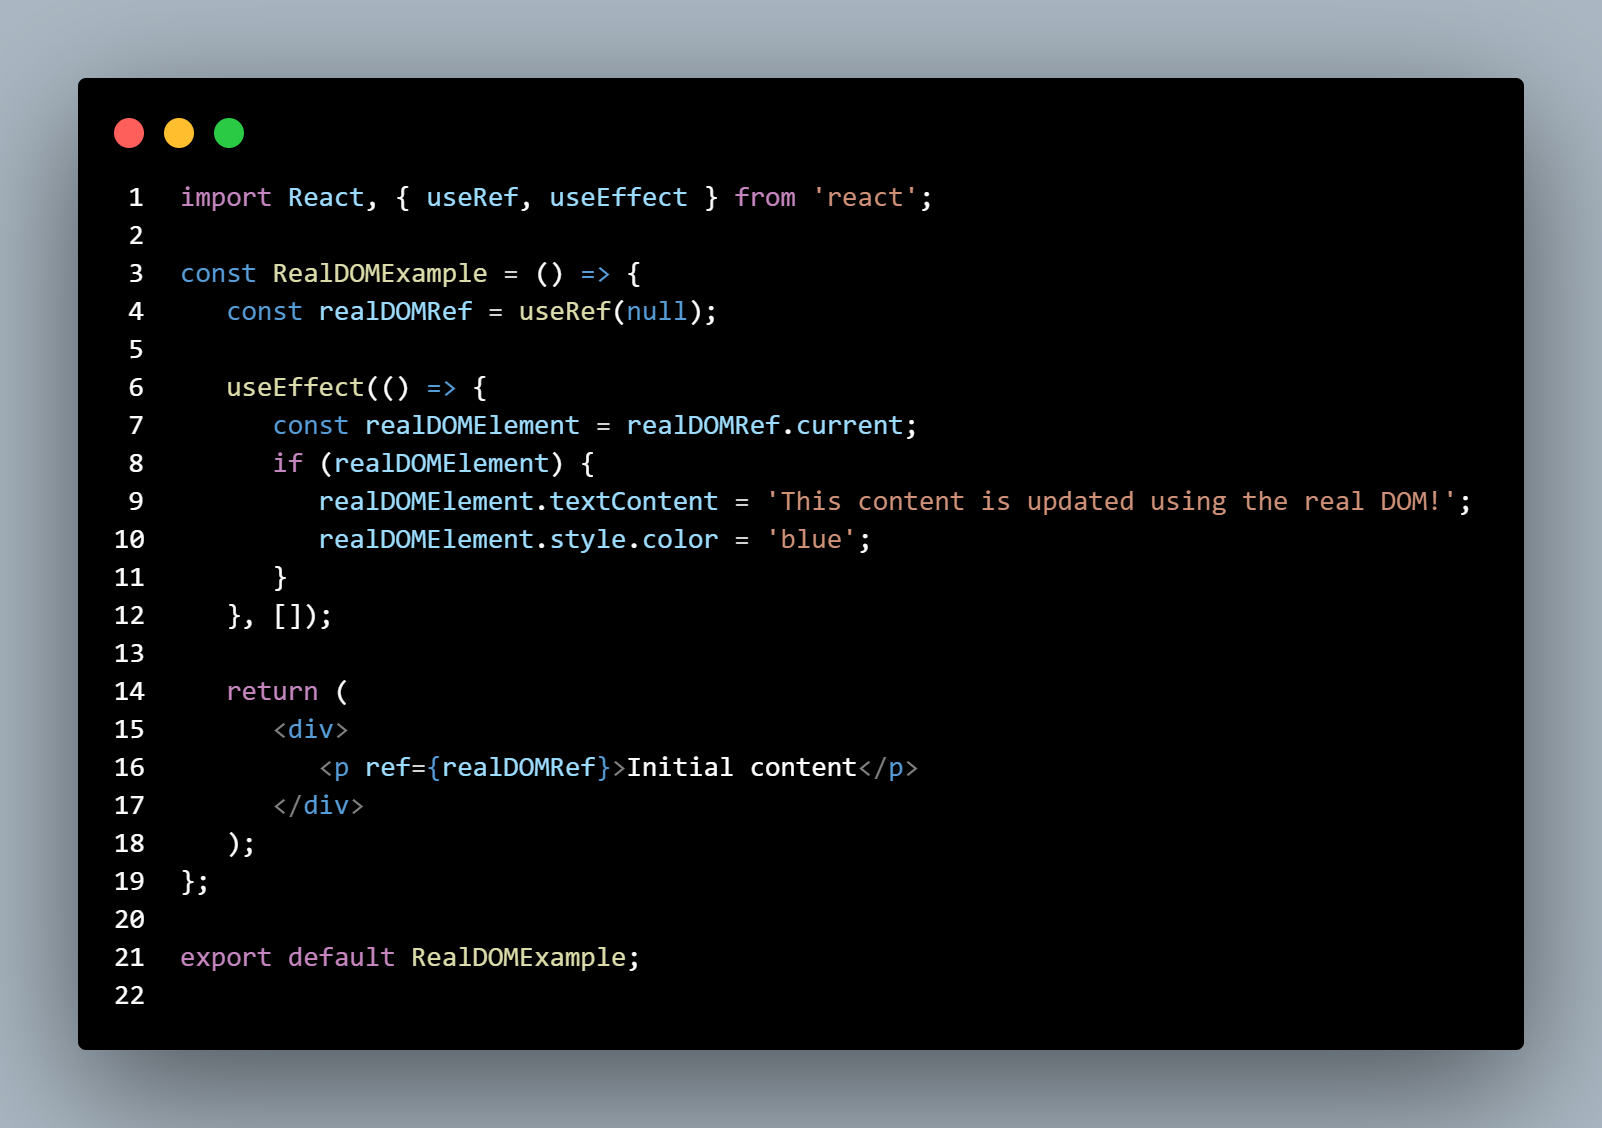 1 import React, { useRef, useEffect } from 'react';
2
3 const RealDOMExample = () => {
4    const realDOMRef = useRef(null);
5
6    useEffect(() => {
7       const realDOMElement = realDOMRef.current;
8       if (realDOMElement) {
9          realDOMElement.textContent = 'This content is updated using the real DOM!';
10          realDOMElement.style.color = 'blue';
11       }
12    }, []);
13
14    return (
15       <div>
16          <p ref={realDOMRef}>Initial content</p>
17       </div>
18    );
19 };
20
21 export default RealDOMExample;
22